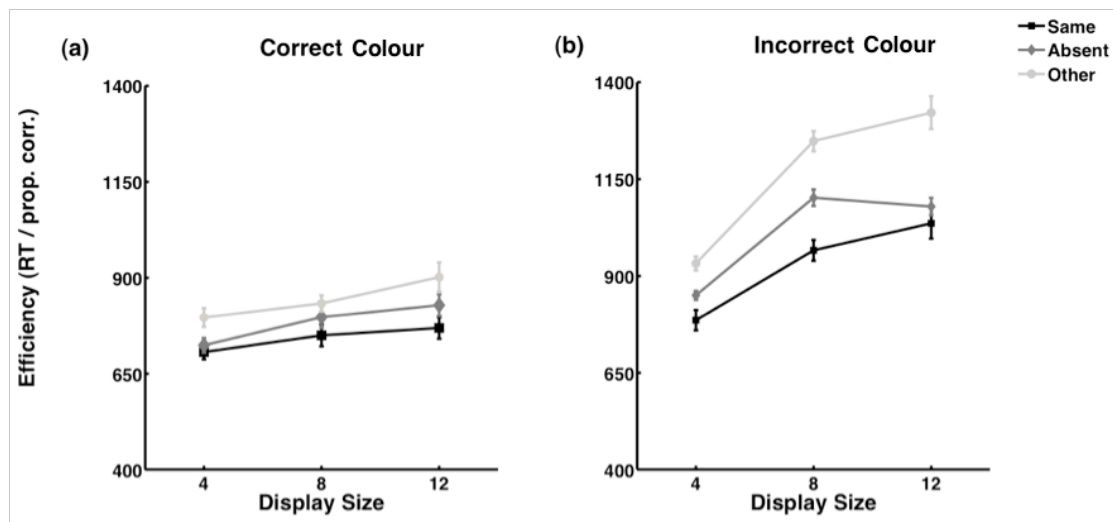 (a)
Correct Colour
(b)
Incorrect Colour
Same
Absent
Other
Efficiency (RT / prop. corr.)
1400
1150
900
650
400
4
8
12
Display Size
1400
1150
900
650
400
4
8
12
Display Size